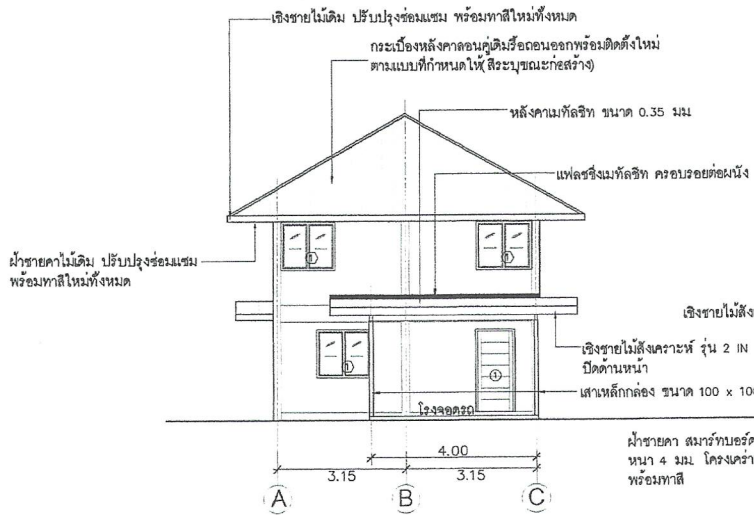 เชิงชายไม้เดิม ปรับปรุงซ่อมแซม พร้อมทาสีใหม่ทั้งหมด
กระเบื้องหลังคาลอนคู่เดิมรื้อถอนออกพร้อมติดตั้งใหม่
ตามแบบที่กำหนดให้(สีระบุขณะก่อสร้าง)
หลังคาเมทัลชิท ขนาด 0.35 มม
แฟลชชิ่งเมทัลชิท ครอบรอยต่อผนัง
ฝ้าชายคาไม้เดิม ปรับปรุงซ่อมแซม
พร้อมทาสีใหม่ทั้งหมด
1
1
เชิงชายไม้สัง
เชิงชายไม้สังเคราะห์ รุ่น 2 IN
ปิดด้านหน้า
1
1
เสาเหล็กกล่อง ขนาด 100 x 10
โรงจอดรถ
ฝ้าชายคา สมาร์ทบอร์ด
หนา 4 มม. โครงเคร่า
พร้อมทาสี
4.00
3.15
3.15
A
B
C